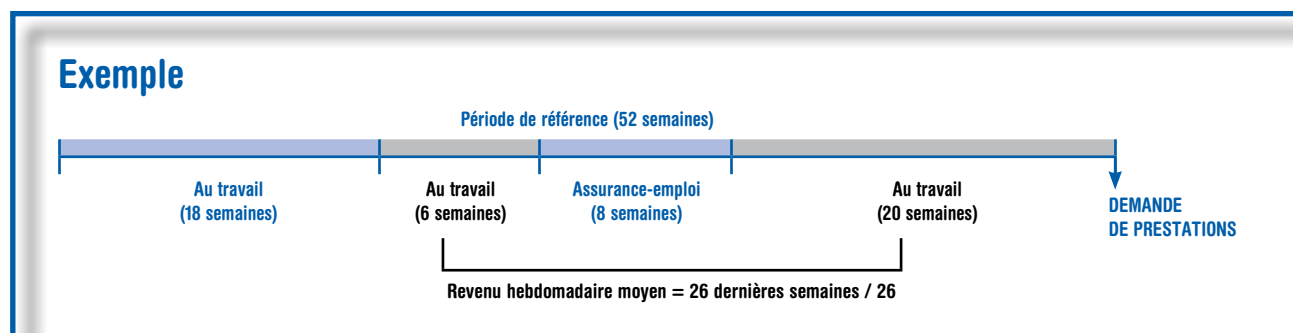 Exemple
Période de référence (52 semaines)
Au travail
(18 semaines)
Au travail
(6 semaines)
Assurance-emploi
(8 semaines)
Au travail
(20 semaines)
DEMANDE
DE PRESTATIONS
Revenu hebdomadaire moyen = 26 dernières semaines / 26